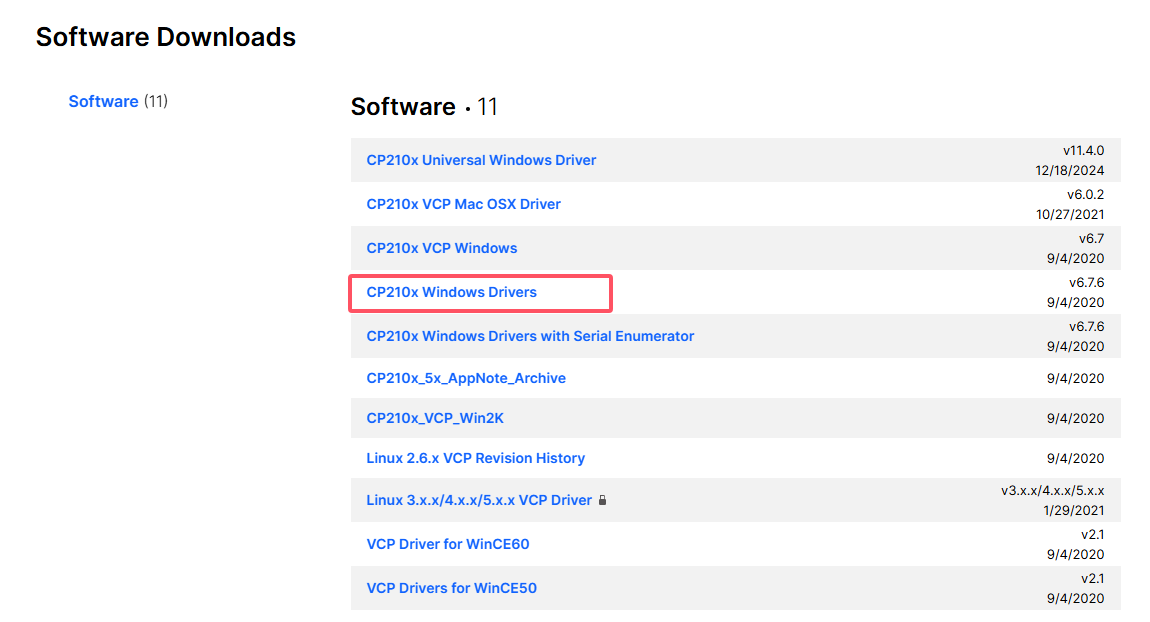 Software Downloads
Software (11)
Software • 11
CP210x Universal Windows Driver
v11.4.0
12/18/2024
CP210x VCP Mac OSX Driver
v6.0.2
10/27/2021
CP210x VCP Windows
v6.7
9/4/2020
CP210x Windows Drivers
v6.7.6
9/4/2020
CP210x Windows Drivers with Serial Enumerator
v6.7.6
9/4/2020
CP210x_5x_AppNote_Archive
9/4/2020
CP210x_VCP_Win2K
9/4/2020
Linux 2.6.x VCP Revision History
9/4/2020
Linux 3.x.x/4.x.x/5.x.x VCP Driver
v3.x.x/4.x.x/5.x.x
1/29/2021
VCP Driver for WinCE60
v2.1
9/4/2020
VCP Drivers for WinCE50
v2.1
9/4/2020